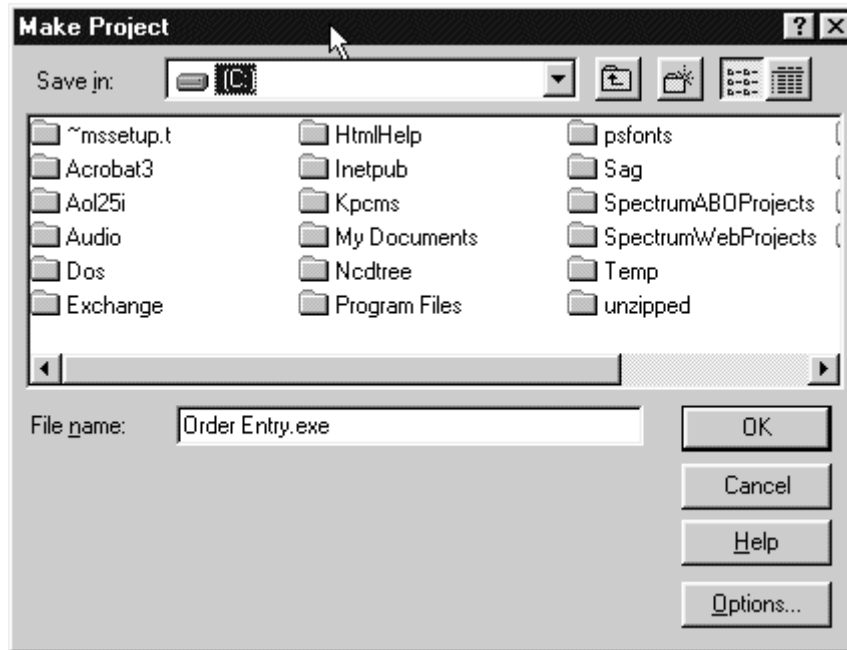 Make Project
Save in: (C:)
~mssetup.t HtmlHelp psfonts
Acrobat3 Inetpub Sag
Aol25i Kpcms SpectrumABOProjects
Audio My Documents SpectrumWebProjects
Dos Ncdtree Temp
Exchange Program Files unzipped
File name: Order Entry.exe OK
Cancel
Help
Options...